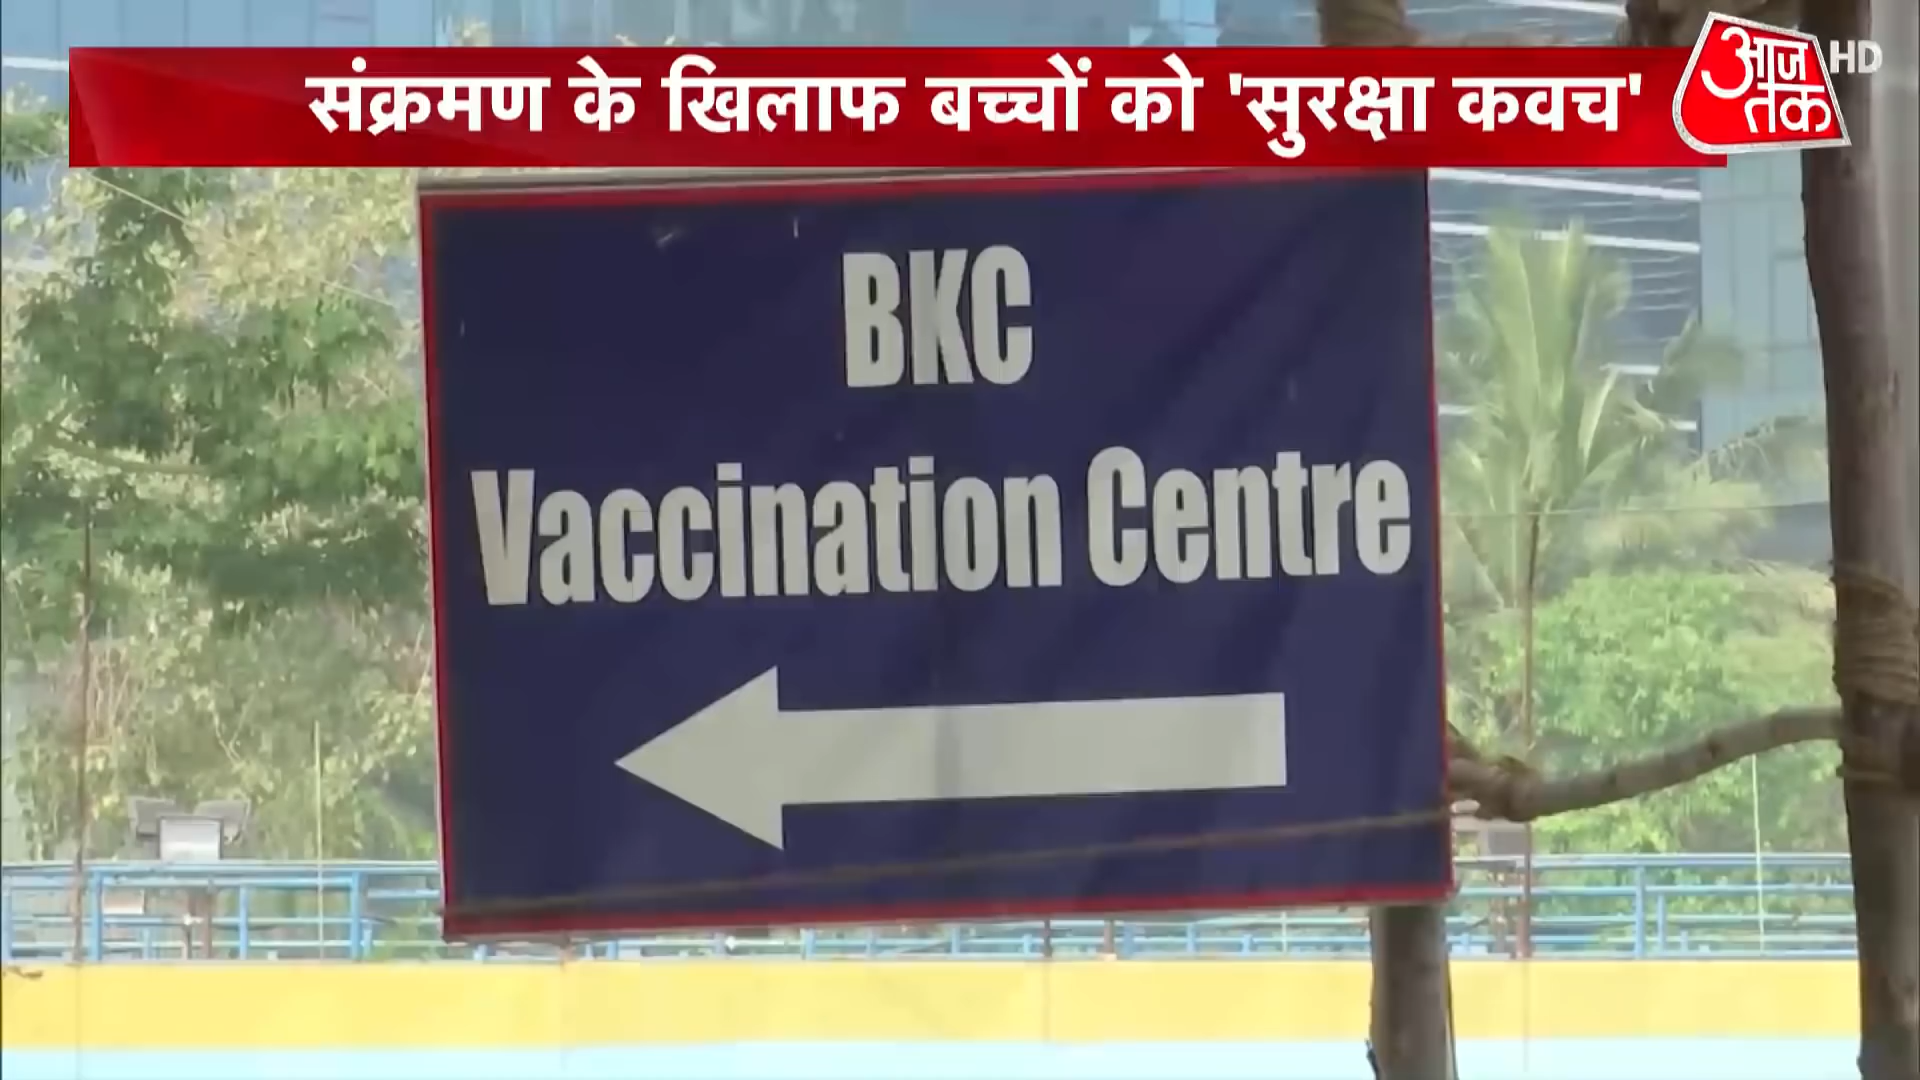 संक्रमण के खिलाफ बच्चों को 'सुरक्षा कवच'
आज तक HD
BKC
Vaccination Centre